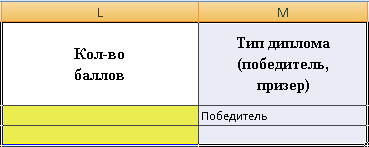 L M
Кол-во
баллов
Тип диплома
(победитель,
призер)
Победитель